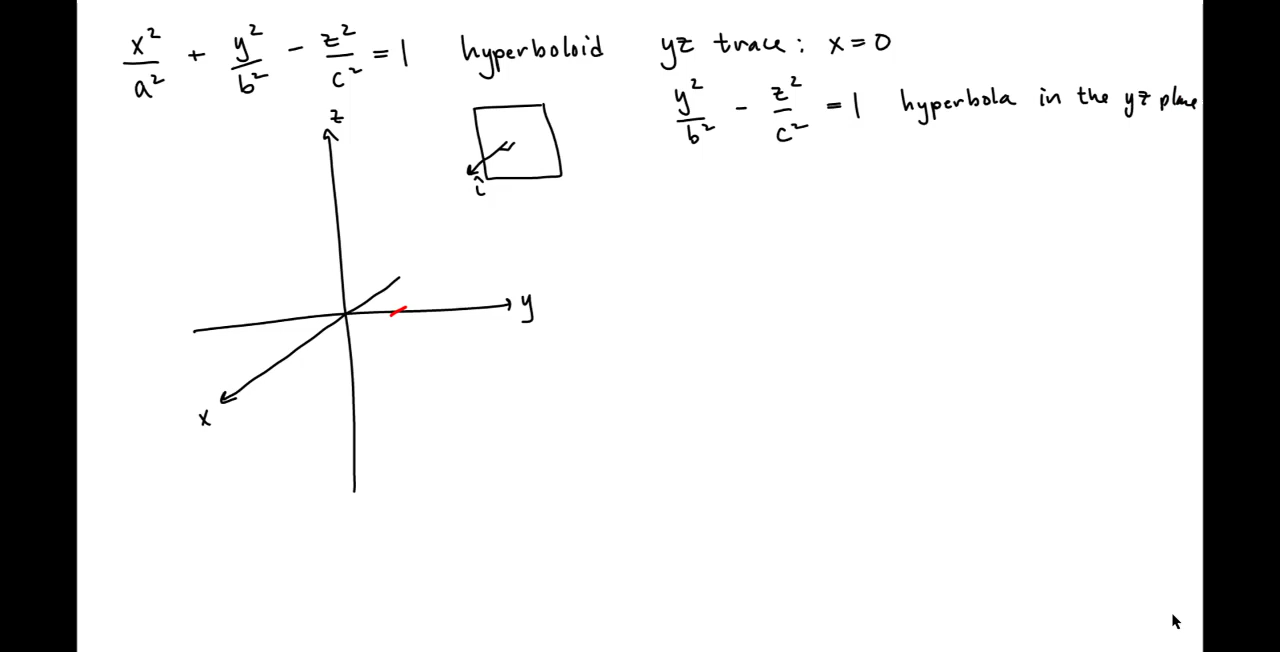 x²/a² + y²/b² - z²/c² = 1 hyperboloid
yz trace: x = 0
y²/b² - z²/c² = 1 hyperbola in the yz plane
z
î
y
x